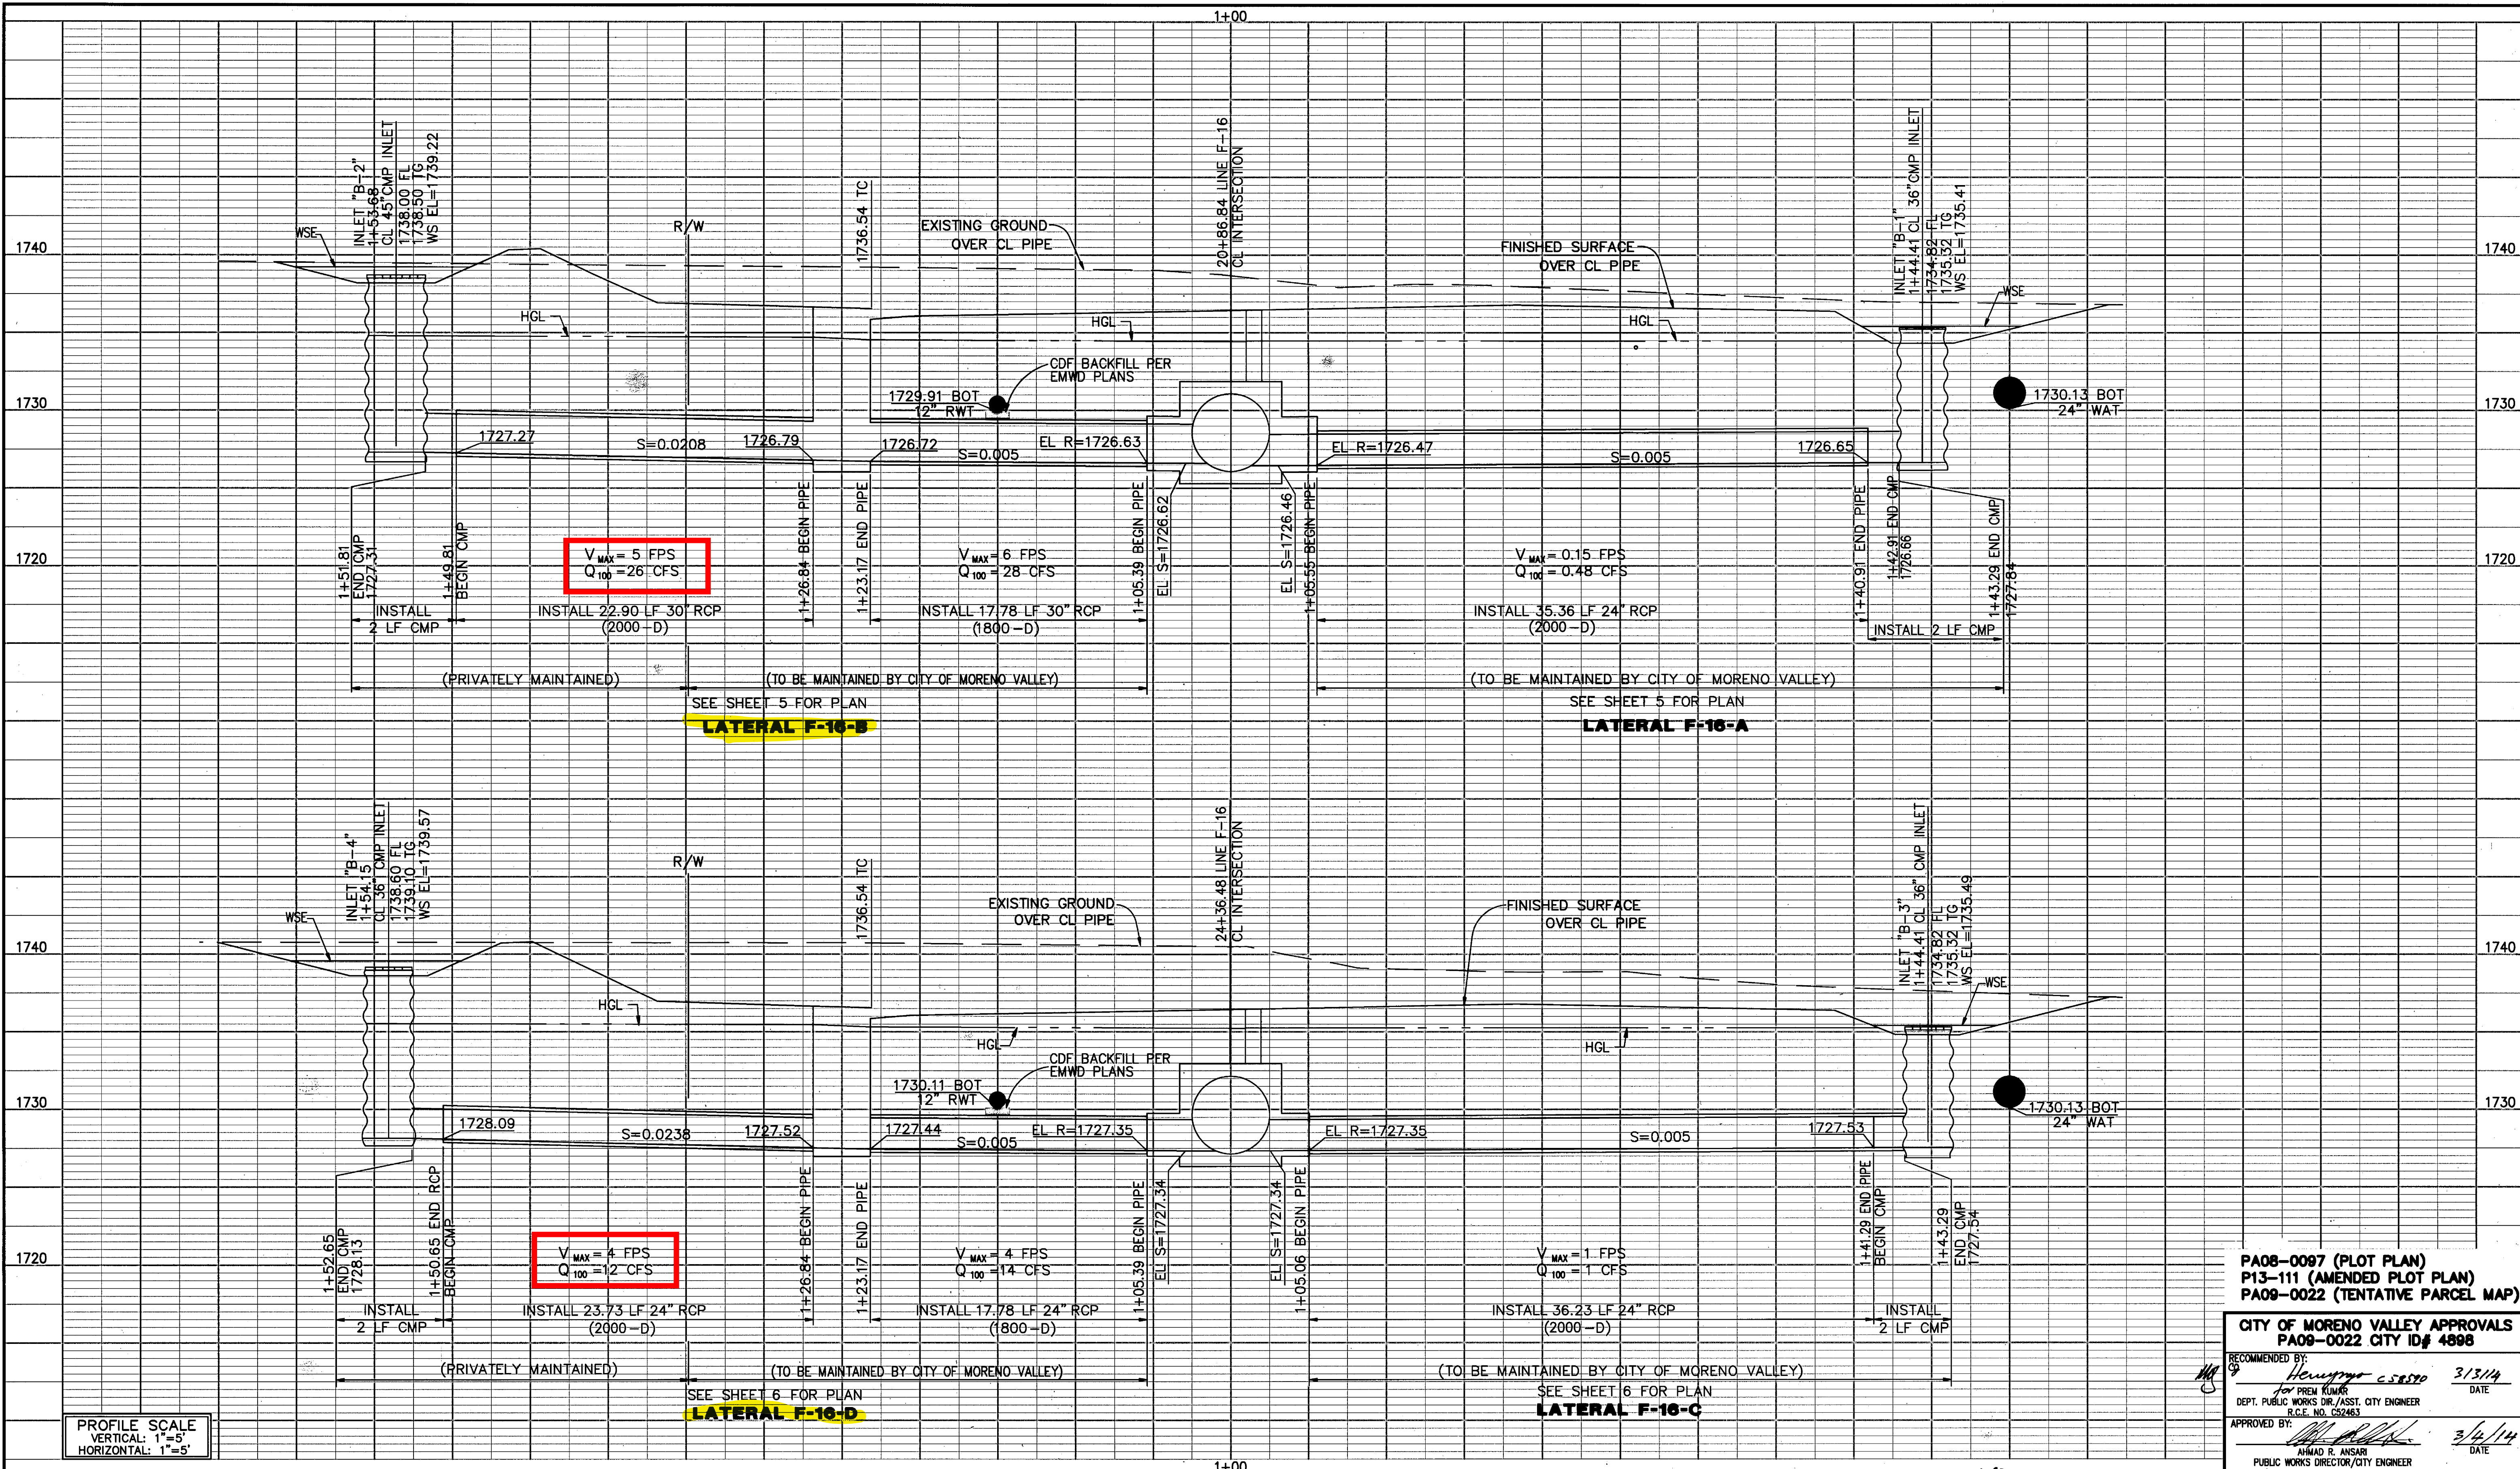 1+00
INLET "B-2"
1+53.68
CL 45"CMP INLET
1738.00 FL
1738.50 TG
WS EL=1739.22
WSE
R/W
1736.54 TC
EXISTING GROUND
OVER CL PIPE
20+86.84 LINE F-16
CL INTERSECTION
FINISHED SURFACE
OVER CL PIPE
INLET "B-1"
1+44.41 CL 36"CMP INLET
1734.82 FL
1735.32 TG
WS EL=1735.41
WSE
1740
1740
HGL
HGL
HGL
CDF BACKFILL PER
EMWD PLANS
1729.91 BOT
12" RWT
1730.13 BOT
24" WAT
1730
1730
1727.27
S=0.0208
1726.79
1726.72
S=0.005
EL R=1726.63
EL R=1726.47
S=0.005
1726.65
1+51.81
END CMP
1727.31
1+49.81
BEGIN CMP
1+26.84 BEGIN PIPE
1+23.17 END PIPE
1+05.39 BEGIN PIPE
EL S=1726.62
EL S=1726.46
1+05.55 BEGIN PIPE
1+40.91 END PIPE
1+42.91 END CMP
1726.66
1+43.29 END CMP
1727.84
1720
1720
V MAX = 5 FPS
Q 100 =26 CFS
V MAX = 6 FPS
Q 100 = 28 CFS
V MAX = 0.15 FPS
Q 100 = 0.48 CFS
INSTALL
2 LF CMP
INSTALL 22.90 LF 30" RCP
(2000-D)
INSTALL 17.78 LF 30" RCP
(1800-D)
INSTALL 35.36 LF 24" RCP
(2000-D)
INSTALL 2 LF CMP
(PRIVATELY MAINTAINED)
(TO BE MAINTAINED BY CITY OF MORENO VALLEY)
(TO BE MAINTAINED BY CITY OF MORENO VALLEY)
SEE SHEET 5 FOR PLAN
SEE SHEET 5 FOR PLAN
LATERAL F-16-B
LATERAL F-16-A
INLET "B-4"
1+54.15
CL 36" CMP INLET
1738.60 FL
1739.10 TG
WS EL=1739.57
WSE
R/W
1736.54 TC
EXISTING GROUND
OVER CL PIPE
24+36.48 LINE F-16
CL INTERSECTION
FINISHED SURFACE
OVER CL PIPE
INLET "B-3"
1+44.41 CL 36" CMP INLET
1734.82 FL
1735.32 TG
WS EL=1735.49
WSE
1740
1740
HGL
HGL
HGL
CDF BACKFILL PER
EMWD PLANS
1730.11 BOT
12" RWT
1730.13 BOT
24" WAT
1730
1730
1728.09
S=0.0238
1727.52
1727.44
S=0.005
EL R=1727.35
EL R=1727.35
S=0.005
1727.53
1+52.65
END CMP
1728.13
1+50.65 END RCP
BEGIN CMP
1+26.84 BEGIN PIPE
1+23.17 END PIPE
1+05.39 BEGIN PIPE
EL S=1727.34
EL S=1727.34
1+05.06 BEGIN PIPE
1+41.29 END PIPE
BEGIN CMP
1+43.29
END CMP
1727.54
1720
V MAX = 4 FPS
Q 100 =12 CFS
V MAX = 4 FPS
Q 100 =14 CFS
V MAX = 1 FPS
Q 100 = 1 CFS
INSTALL
2 LF CMP
INSTALL 23.73 LF 24" RCP
(2000-D)
INSTALL 17.78 LF 24" RCP
(1800-D)
INSTALL 36.23 LF 24" RCP
(2000-D)
INSTALL
2 LF CMP
(PRIVATELY MAINTAINED)
(TO BE MAINTAINED BY CITY OF MORENO VALLEY)
(TO BE MAINTAINED BY CITY OF MORENO VALLEY)
SEE SHEET 6 FOR PLAN
SEE SHEET 6 FOR PLAN
LATERAL F-16-D
LATERAL F-16-C
PROFILE SCALE
VERTICAL: 1"=5'
HORIZONTAL: 1"=5'
1+00
PA08-0097 (PLOT PLAN)
P13-111 (AMENDED PLOT PLAN)
PA09-0022 (TENTATIVE PARCEL MAP)
CITY OF MORENO VALLEY APPROVALS
PA09-0022 CITY ID# 4898
RECOMMENDED BY:
C58590 3/3/14
for PREM KUMAR DATE
DEPT. PUBLIC WORKS DIR./ASST. CITY ENGINEER
R.C.E. NO. C52463
APPROVED BY:
3/4/14
AHMAD R. ANSARI DATE
PUBLIC WORKS DIRECTOR/CITY ENGINEER